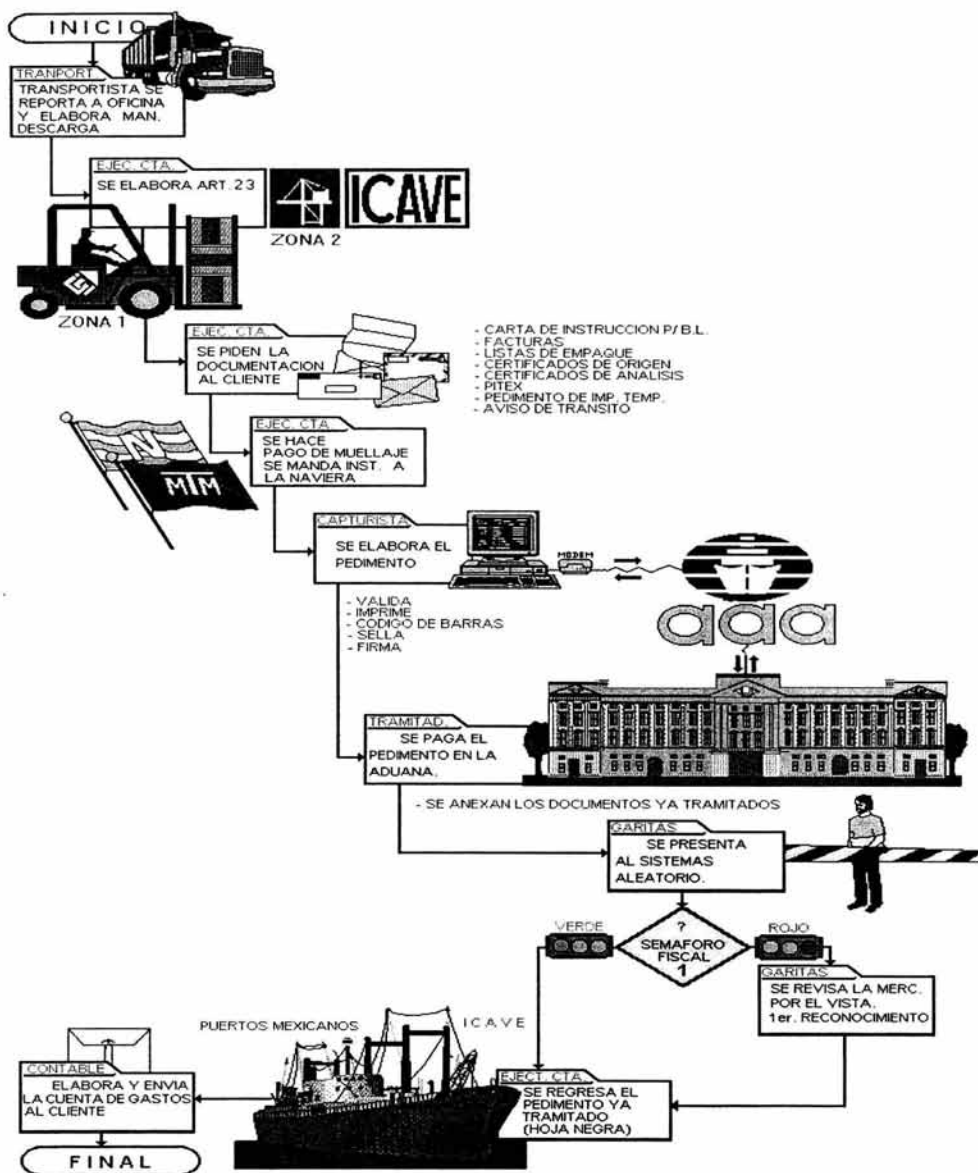 INICIO
TRANPORT.
TRANSPORTISTA SE
REPORTA A OFICINA
Y ELABORA MAN.
DESCARGA
EJEC. CTA.
SE ELABORA ART. 23
ICAVE
ZONA 2
ZONA 1
EJEC. CTA.
SE PIDEN LA
DOCUMENTACION
AL CLIENTE
- CARTA DE INSTRUCCION P/ B.L.
- FACTURAS
- LISTAS DE EMPAQUE
- CERTIFICADOS DE ORIGEN
- CERTIFICADOS DE ANALISIS
- PITEX
- PEDIMENTO DE IMP. TEMP.
- AVISO DE TRANSITO
N
MTM
EJEC. CTA.
SE HACE
PAGO DE MUELLAJE
SE MANDA INST. A
LA NAVIERA
CAPTURISTA
SE ELABORA EL
PEDIMENTO
MODEM
aaa
- VALIDA
- IMPRIME
- CODIGO DE BARRAS
- SELLA
- FIRMA
TRAMITAD.
SE PAGA EL
PEDIMENTO EN LA
ADUANA.
- SE ANEXAN LOS DOCUMENTOS YA TRAMITADOS
GARITAS
SE PRESENTA
AL SISTEMAS
ALEATORIO.
VERDE
?
SEMAFORO
FISCAL
1
ROJO
GARITAS
SE REVISA LA MERC.
POR EL VISTA.
1er. RECONOCIMIENTO
PUERTOS MEXICANOS
ICAVE
EJECT. CTA.
SE REGRESA EL
PEDIMENTO YA
TRAMITADO
(HOJA NEGRA)
CONTABLE
ELABORA Y ENVIA
LA CUENTA DE GASTOS
AL CLIENTE
FINAL